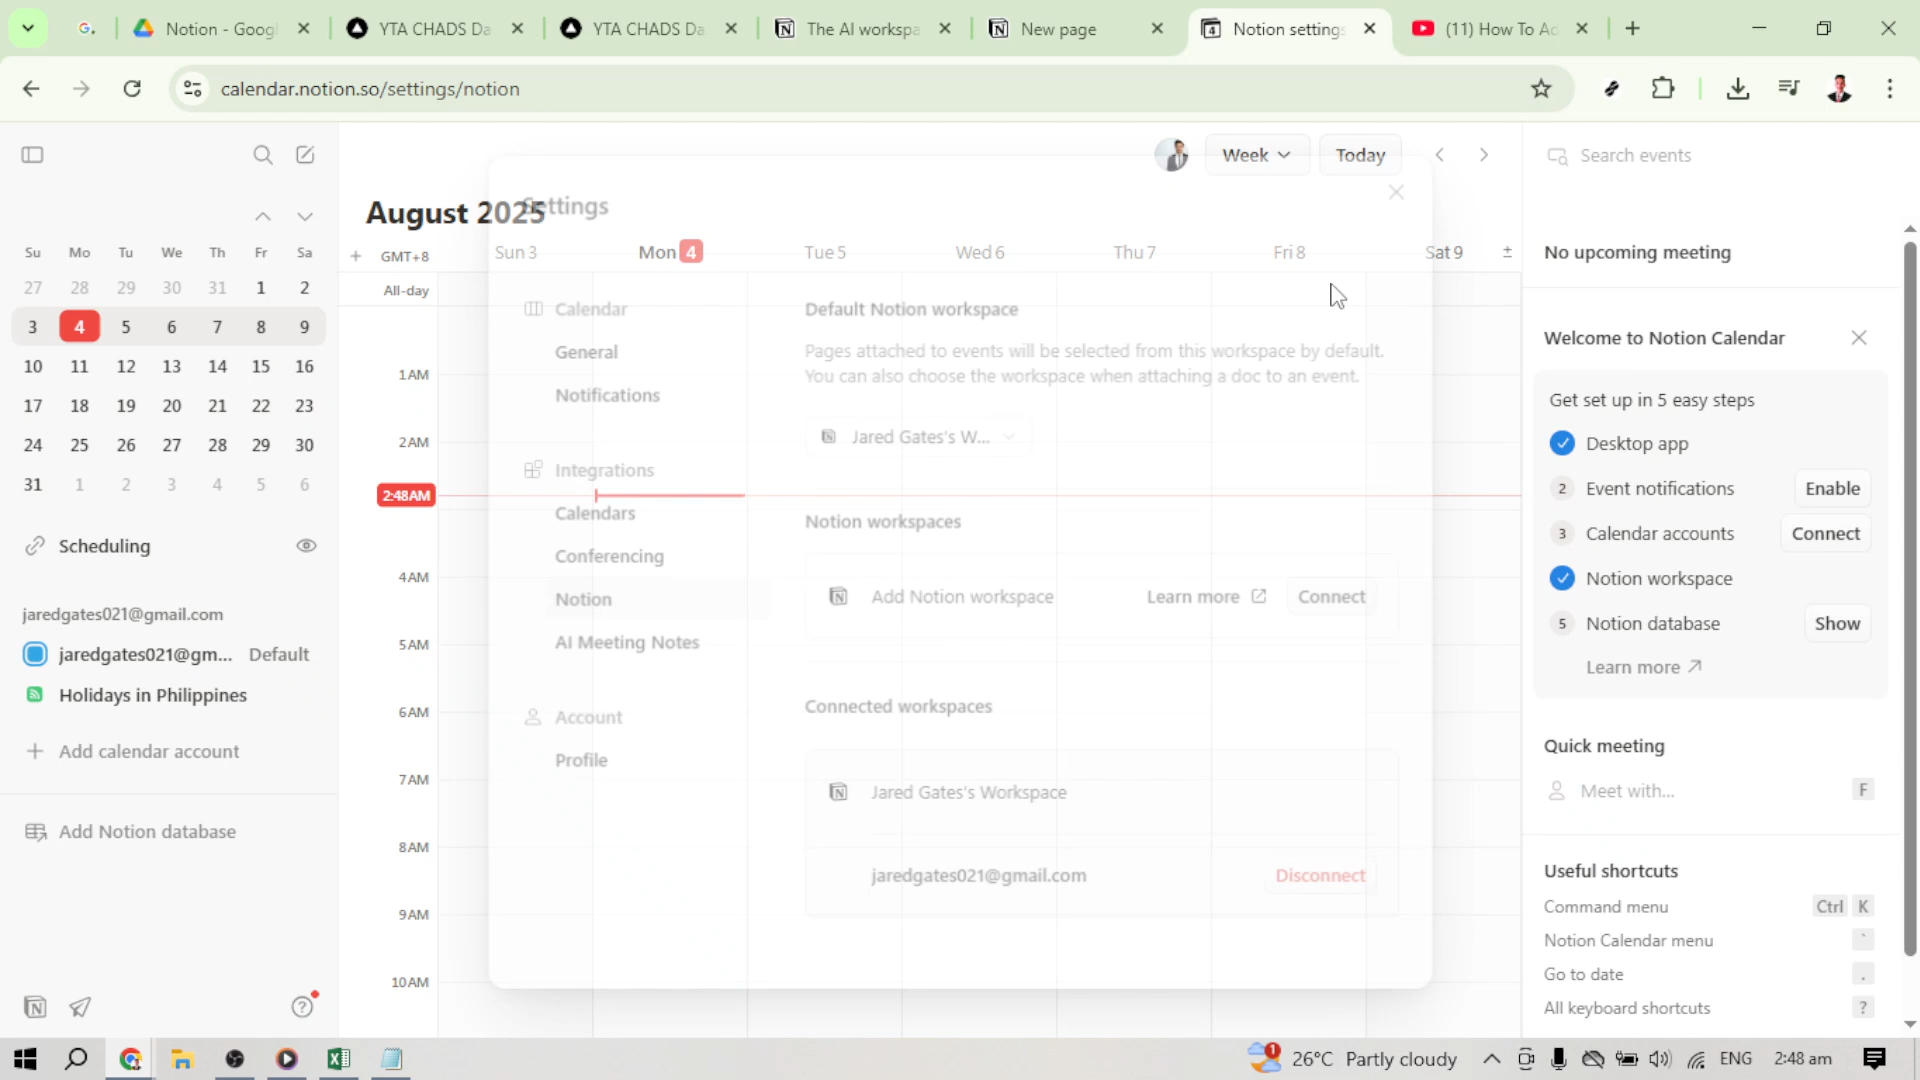 G.
Notion - Goog
YTA CHADS Da
YTA CHADS Da
The AI workspa
New page
4
Notion settings
(11) How To Ad
calendar.notion.so/settings/notion
Week
Today
Search events
August 2025
Settings
GMT+8
Sun 3
Mon 4
Tue 5
Wed 6
Thu 7
Fri 8
Sat 9
All-day
1 AM
2 AM
2:48AM
4 AM
5 AM
6 AM
7 AM
8 AM
9 AM
10 AM
Su Mo Tu We Th Fr Sa
27 28 29 30 31 1 2
3 4 5 6 7 8 9
10 11 12 13 14 15 16
17 18 19 20 21 22 23
24 25 26 27 28 29 30
31 1 2 3 4 5 6
Scheduling
jaredgates021@gmail.com
jaredgates021@gm... Default
Holidays in Philippines
Add calendar account
Add Notion database
Calendar
General
Notifications
Integrations
Calendars
Conferencing
Notion
AI Meeting Notes
Account
Profile
Default Notion workspace
Pages attached to events will be selected from this workspace by default.
You can also choose the workspace when attaching a doc to an event.
Jared Gates's W...
Notion workspaces
Add Notion workspace
Learn more
Connect
Connected workspaces
Jared Gates's Workspace
jaredgates021@gmail.com
Disconnect
No upcoming meeting
Welcome to Notion Calendar
Get set up in 5 easy steps
Desktop app
2 Event notifications Enable
3 Calendar accounts Connect
Notion workspace
5 Notion database Show
Learn more
Quick meeting
Meet with... F
Useful shortcuts
Command menu Ctrl K
Notion Calendar menu `
Go to date .
All keyboard shortcuts ?
1
26°C Partly cloudy
ENG
2:48 am